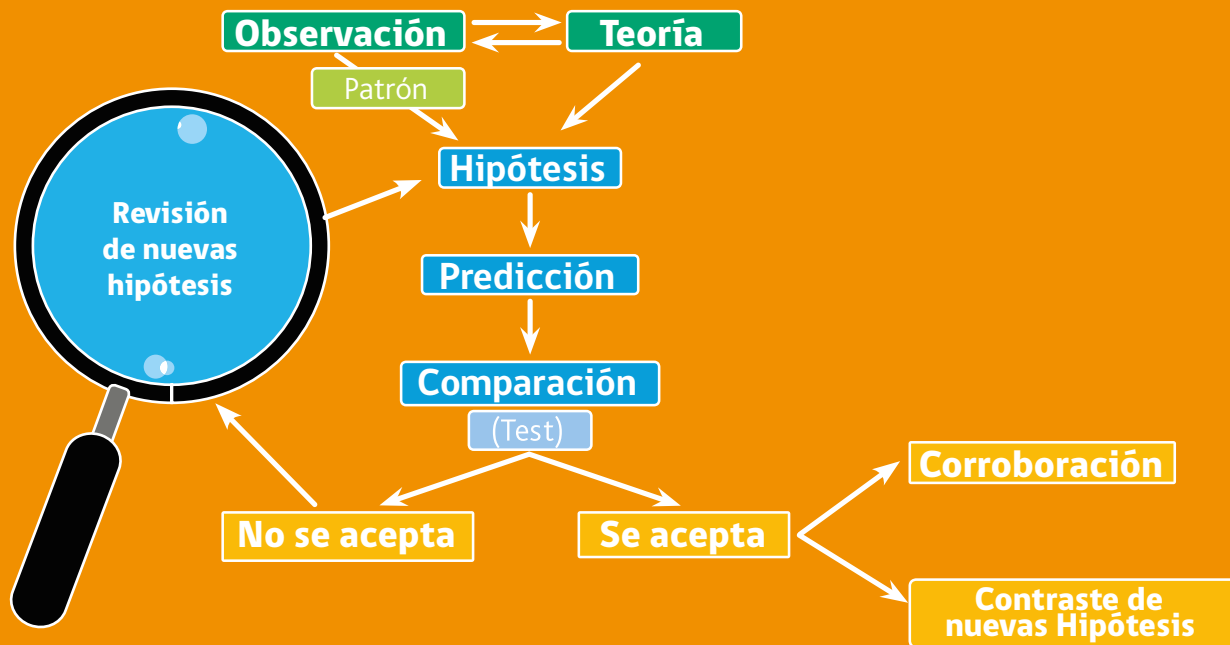 Observación
Teoría
Patrón
Hipótesis
Revisión
de nuevas
hipótesis
Predicción
Comparación
(Test)
Corroboración
No se acepta
Se acepta
Contraste de
nuevas Hipótesis